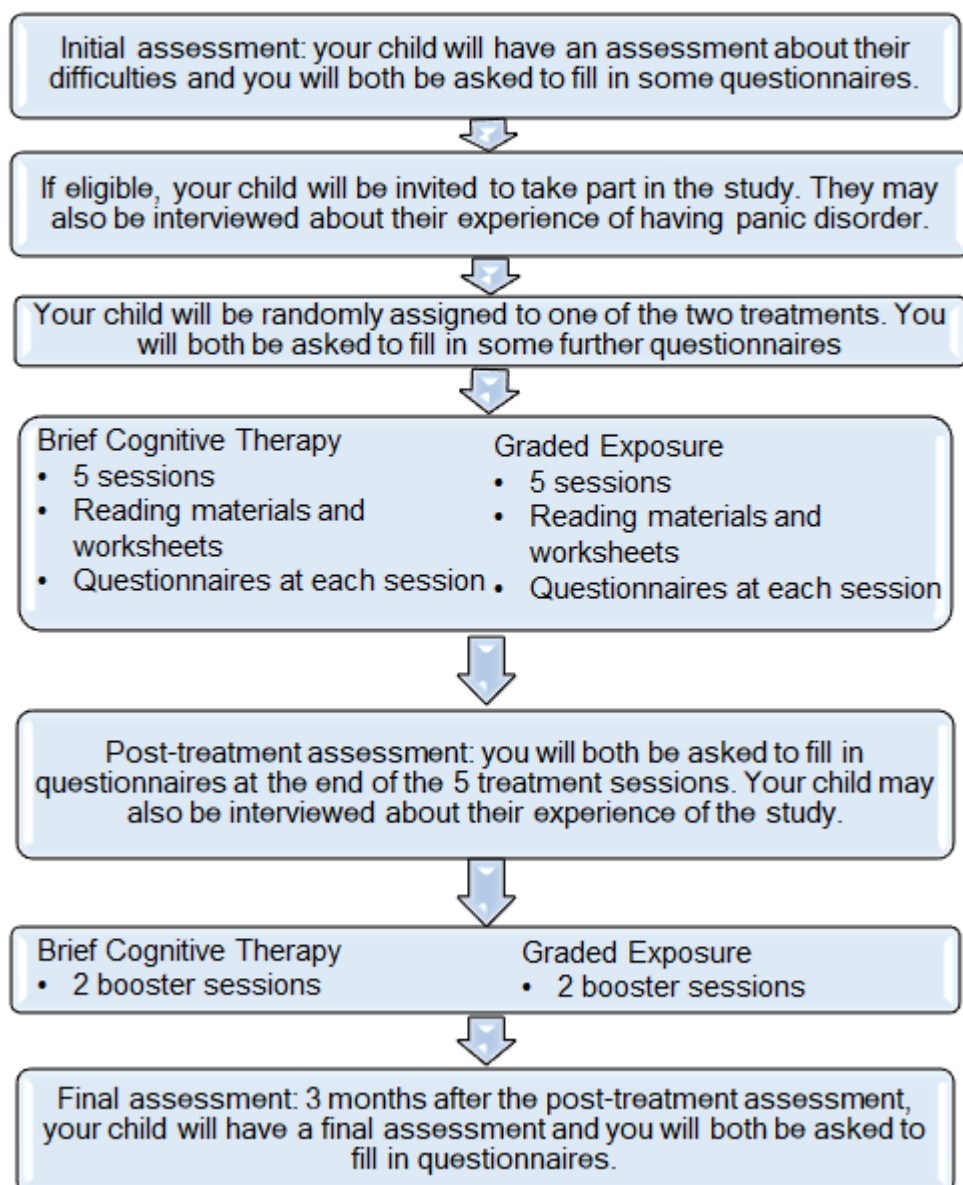 Initial assessment: your child will have an assessment about their
difficulties and you will both be asked to fill in some questionnaires.
If eligible, your child will be invited to take part in the study. They may
also be interviewed about their experience of having panic disorder.
Your child will be randomly assigned to one of the two treatments. You
will both be asked to fill in some further questionnaires
Brief Cognitive Therapy
• 5 sessions
• Reading materials and
worksheets
• Questionnaires at each session
Graded Exposure
• 5 sessions
• Reading materials and
worksheets
• Questionnaires at each session
Post-treatment assessment: you will both be asked to fill in
questionnaires at the end of the 5 treatment sessions. Your child may
also be interviewed about their experience of the study.
Brief Cognitive Therapy
• 2 booster sessions
Graded Exposure
• 2 booster sessions
Final assessment: 3 months after the post-treatment assessment,
your child will have a final assessment and you will both be asked to
fill in questionnaires.